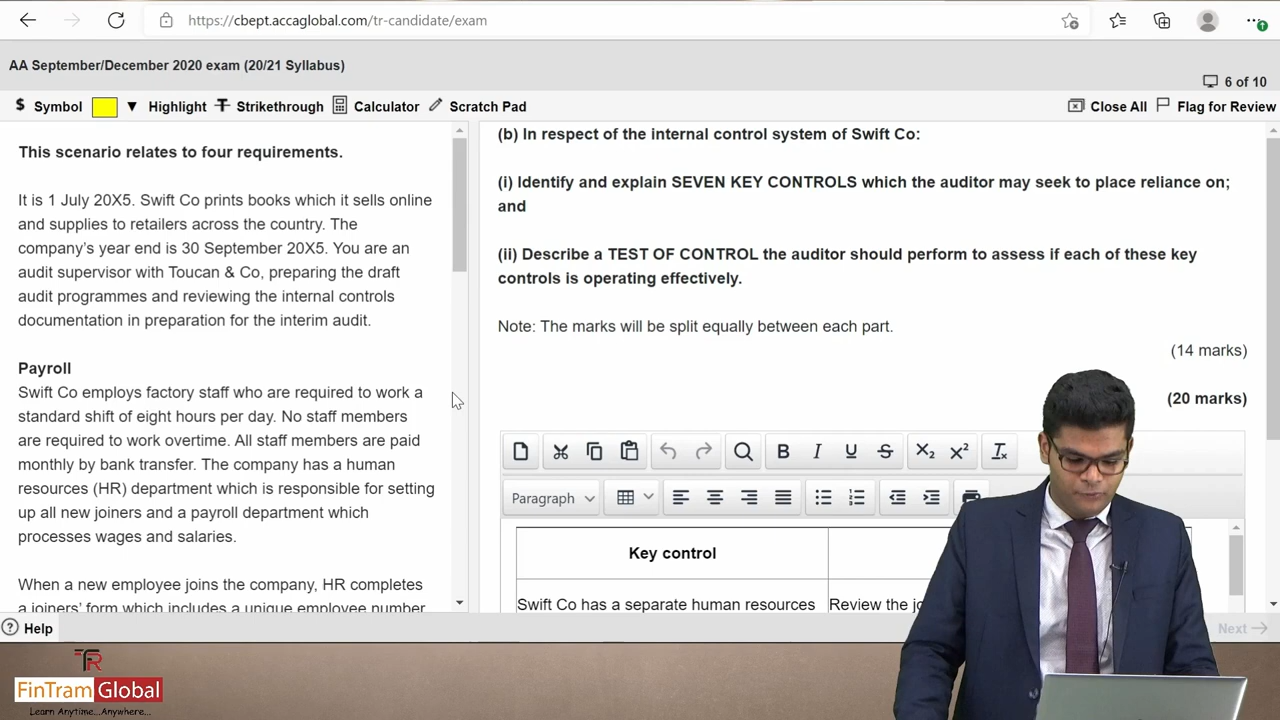 https://cbept.accaglobal.com/tr-candidate/exam
AA September/December 2020 exam (20/21 Syllabus)
6 of 10
$ Symbol Highlight Strikethrough Calculator Scratch Pad Close All Flag for Review
This scenario relates to four requirements.
It is 1 July 20X5. Swift Co prints books which it sells online
and supplies to retailers across the country. The
company's year end is 30 September 20X5. You are an
audit supervisor with Toucan & Co, preparing the draft
audit programmes and reviewing the internal controls
documentation in preparation for the interim audit.
Payroll
Swift Co employs factory staff who are required to work a
standard shift of eight hours per day. No staff members
are required to work overtime. All staff members are paid
monthly by bank transfer. The company has a human
resources (HR) department which is responsible for setting
up all new joiners and a payroll department which
processes wages and salaries.
When a new employee joins the company, HR completes
a joiners' form which includes a unique employee number
(b) In respect of the internal control system of Swift Co:
(i) Identify and explain SEVEN KEY CONTROLS which the auditor may seek to place reliance on;
and
(ii) Describe a TEST OF CONTROL the auditor should perform to assess if each of these key
controls is operating effectively.
Note: The marks will be split equally between each part.
(14 marks)
(20 marks)
B I U S X₂ X² Tx
Paragraph
Key control
Swift Co has a separate human resources
Review the
Help
Next
TR
FinTram Global
Learn Anytime...Anywhere...